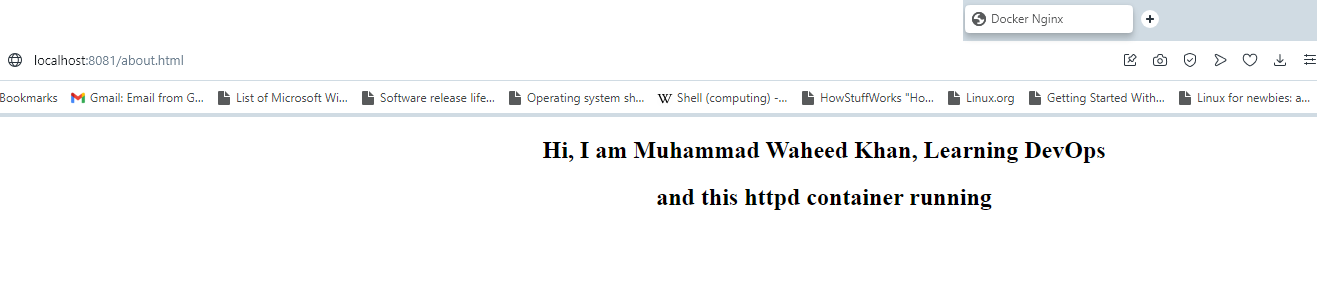 Docker Nginx
localhost:8081/about.html
Bookmarks Gmail: Email from G... List of Microsoft Wi... Software release life... Operating system sh... Shell (computing) -... HowStuffWorks "Ho... Linux.org Getting Started With... Linux for newbies: a...
Hi, I am Muhammad Waheed Khan, Learning DevOps
and this httpd container running